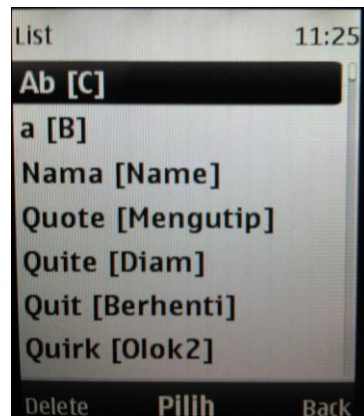 List 11:25
Ab [C]
a [B]
Nama [Name]
Quote [Mengutip]
Quite [Diam]
Quit [Berhenti]
Quirk [Olok2]
Delete Pilih Back